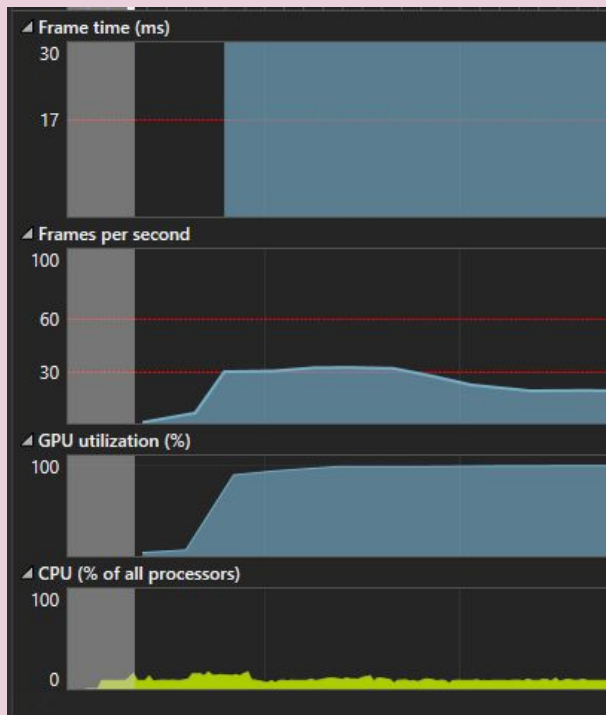 Frame time (ms)
30
17
Frames per second
100
60
30
GPU utilization (%)
100
CPU (% of all processors)
100
0